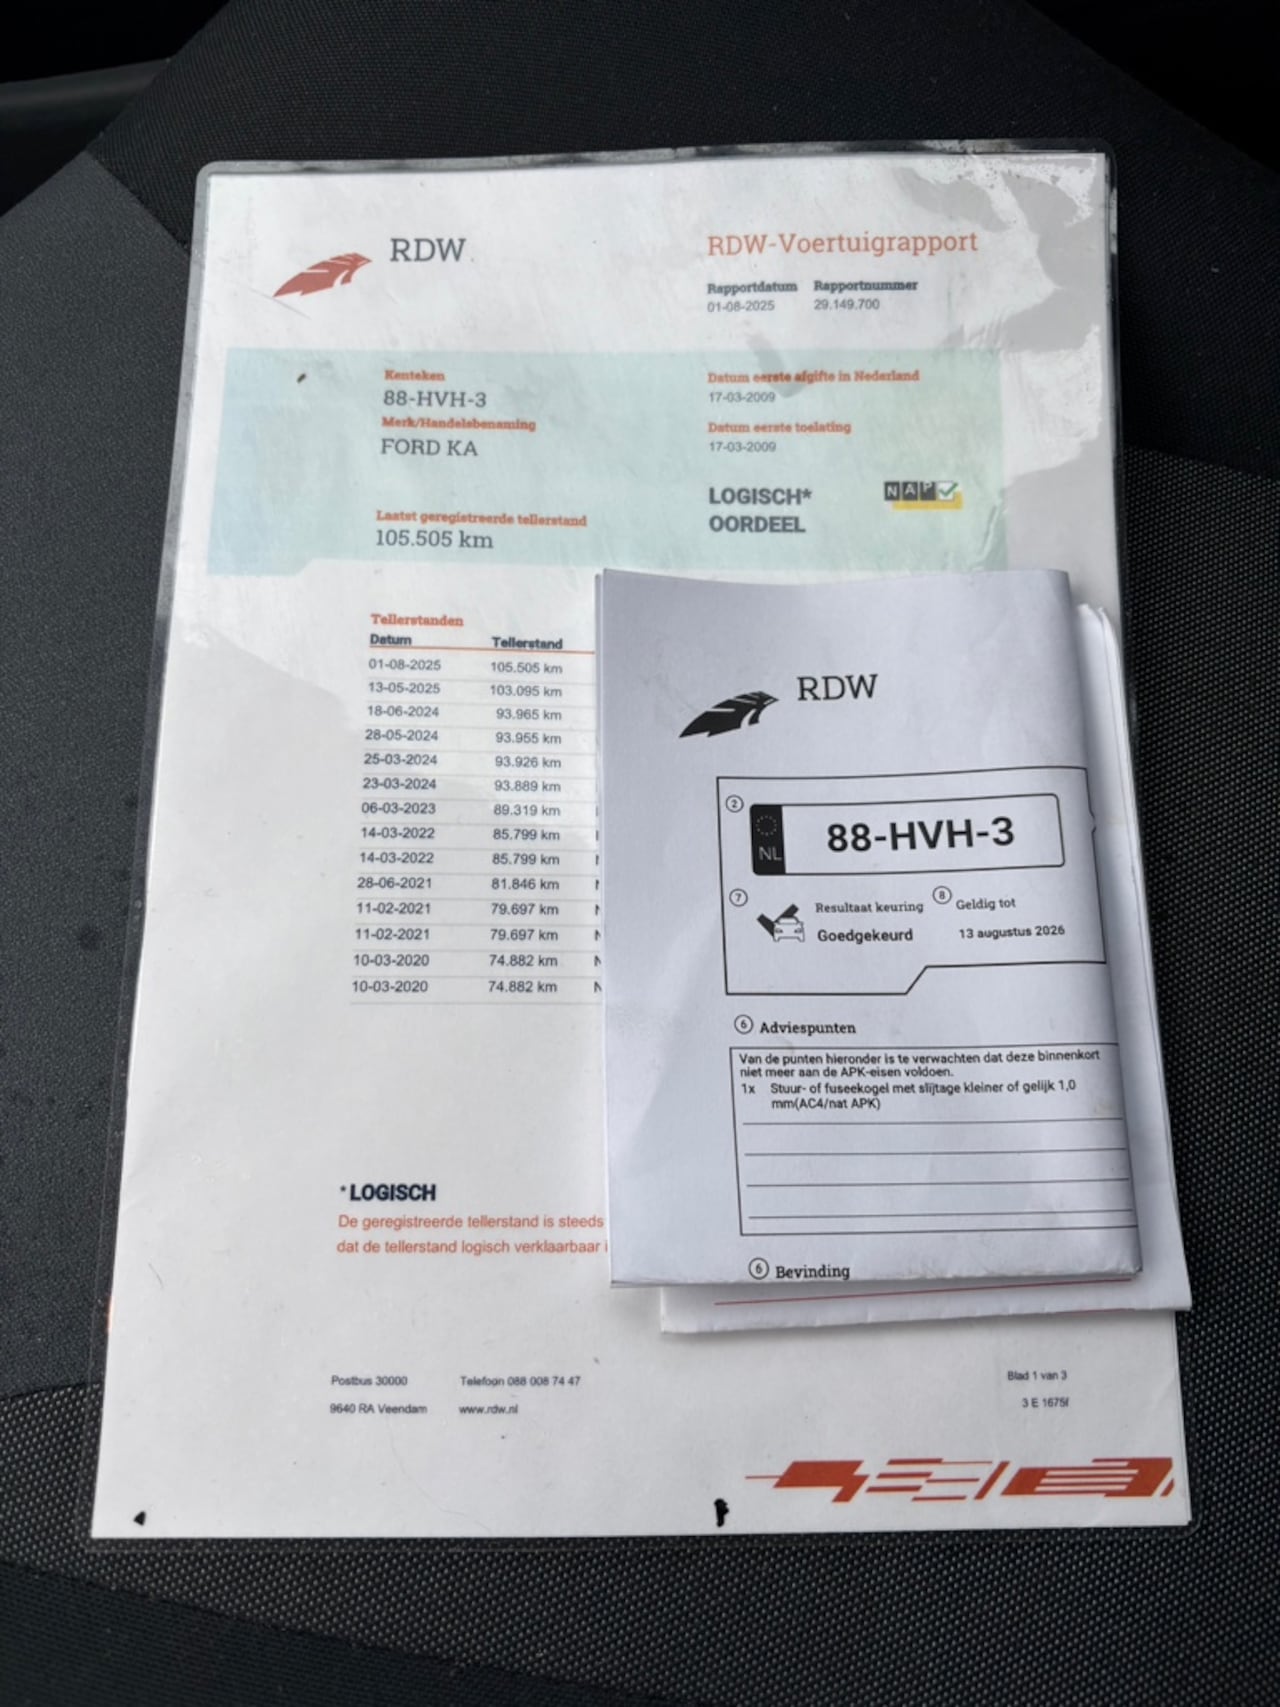 RDW
RDW-Voertuigrapport
Rapportdatum Rapportnummer
01-08-2025 29.149.700
Kenteken
88-HVH-3
Merk/Handelsbenaming
FORD KA
Datum eerste afgifte in Nederland
17-03-2009
Datum eerste toelating
17-03-2009
Laatst geregistreerde tellerstand
105.505 km
LOGISCH*
OORDEEL
NAP
Tellerstanden
Datum Tellerstand
01-08-2025 105.505 km
13-05-2025 103.095 km
18-06-2024 93.965 km
28-05-2024 93.955 km
25-03-2024 93.926 km
23-03-2024 93.889 km
06-03-2023 89.319 km
14-03-2022 85.799 km
14-03-2022 85.799 km
28-06-2021 81.846 km
11-02-2021 79.697 km
11-02-2021 79.697 km
10-03-2020 74.882 km
10-03-2020 74.882 km
*LOGISCH
De geregistreerde tellerstand is steeds
dat de tellerstand logisch verklaarbaar
Postbus 30000 Telefoon 088 008 74 47
9640 RA Veendam www.rdw.nl
Blad 1 van 3
3 E 1675f
RDW
2
NL 88-HVH-3
7 Resultaat keuring 8 Geldig tot
Goedgekeurd 13 augustus 2026
6 Adviespunten
Van de punten hieronder is te verwachten dat deze binnenkort
niet meer aan de APK-eisen voldoen.
1x Stuur- of fuseekogel met slijtage kleiner of gelijk 1,0
mm(AC4/nat APK)
6 Bevinding